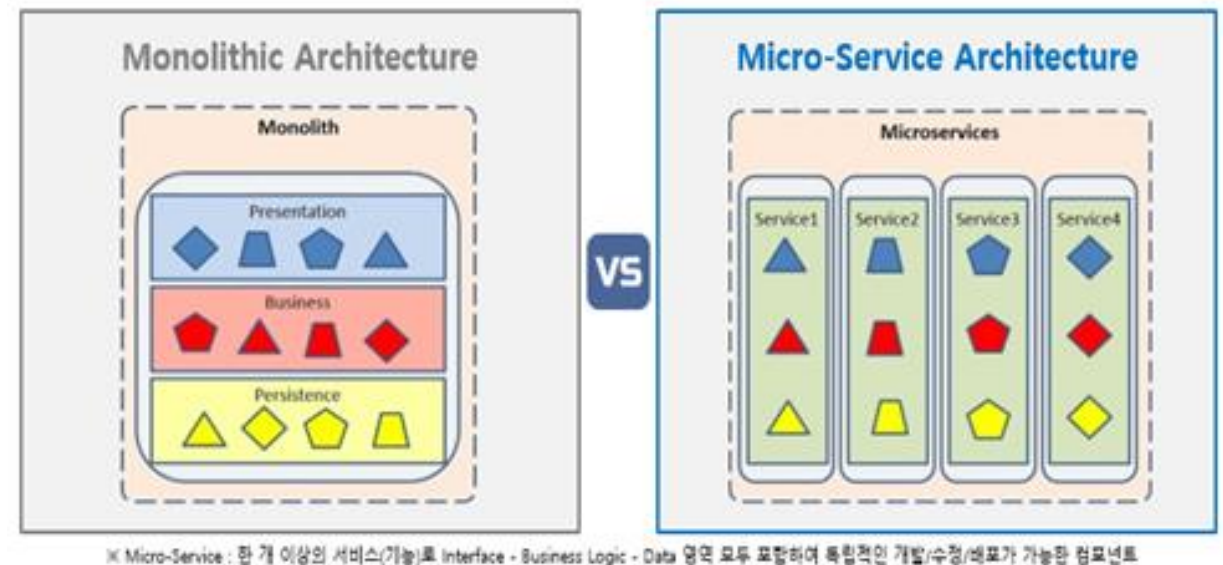 Monolithic Architecture
Monolith
Presentation
Business
Persistence
VS
Micro-Service Architecture
Microservices
Service1
Service2
Service3
Service4
※ Micro-Service : 한 개 이상의 서비스(기능)로 Interface - Business Logic - Data 영역 모두 포함하여 독립적인 개발/수정/배포가 가능한 컴포넌트